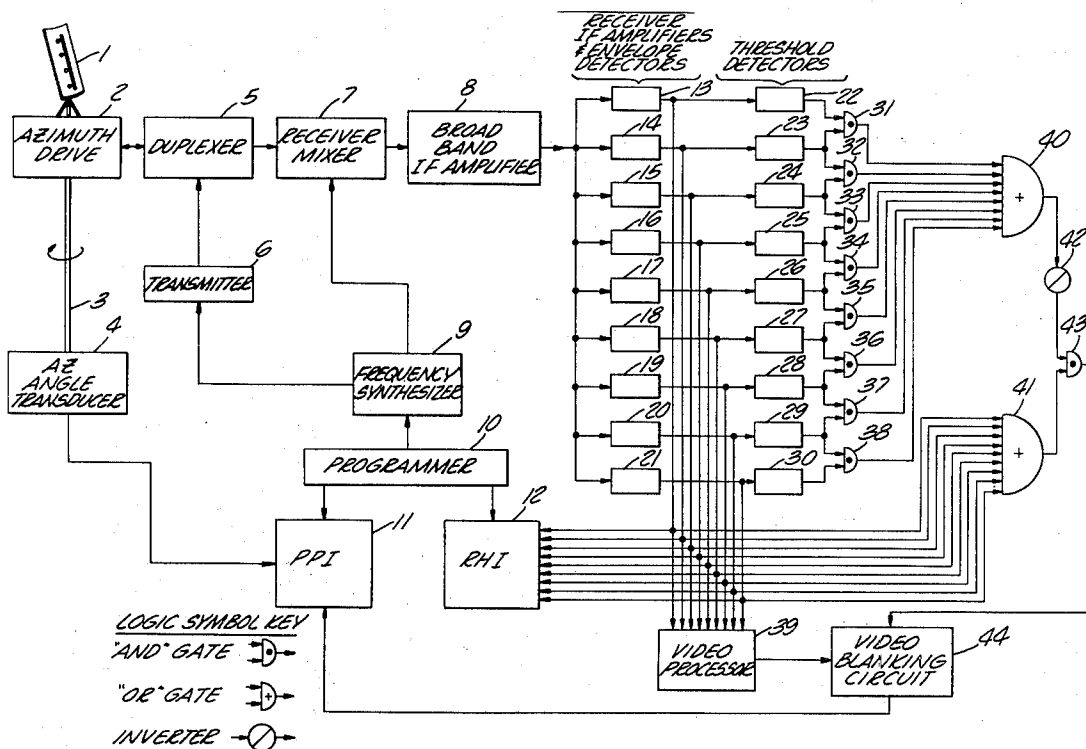 1
2
AZIMUTH
DRIVE
3
4
AZ
ANGLE
TRANSDUCER
5
DUPLEXER
6
TRANSMITTER
7
RECEIVER
MIXER
8
BROAD
BAND
IF AMPLIFIER
9
FREQUENCY
SYNTHESIZER
10
PROGRAMMER
11
PPI
12
RHI
RECEIVER
IF AMPLIFIERS
& ENVELOPE
DETECTORS
13
14
15
16
17
18
19
20
21
THRESHOLD
DETECTORS
22
23
24
25
26
27
28
29
30
31
32
33
34
35
36
37
38
40
+
41
+
42
43
39
VIDEO
PROCESSOR
44
VIDEO
BLANKING
CIRCUIT
LOGIC SYMBOL KEY
"AND" GATE
"OR" GATE
+
INVERTER